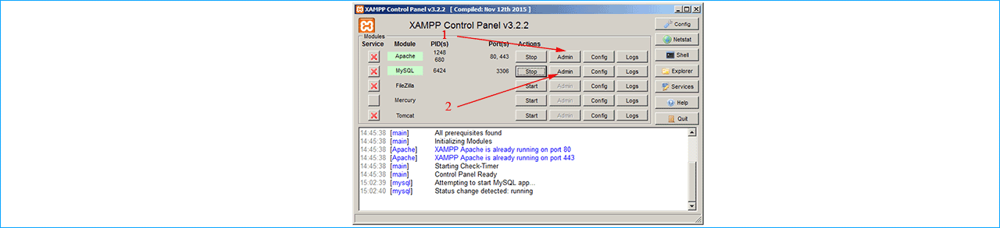 XAMPP Control Panel v3.2.2 [ Compiled: Nov 12th 2015 ]
XAMPP Control Panel v3.2.2
Config
1
Modules
Service Module PID(s) Port(s) Actions
Netstat
Apache 1248 680 80, 443 Stop Admin Config Logs
Shell
MySQL 6424 3306 Stop Admin Config Logs
Explorer
FileZilla Start Admin Config Logs
Services
Mercury Start Admin Config Logs
2
Help
Tomcat Start Admin Config Logs
Quit
14:45:38 [main] All prerequisites found
14:45:38 [main] Initializing Modules
14:45:38 [Apache] XAMPP Apache is already running on port 80
14:45:38 [Apache] XAMPP Apache is already running on port 443
14:45:38 [main] Starting Check-Timer
14:45:38 [main] Control Panel Ready
15:02:39 [mysql] Attempting to start MySQL app...
15:02:40 [mysql] Status change detected: running